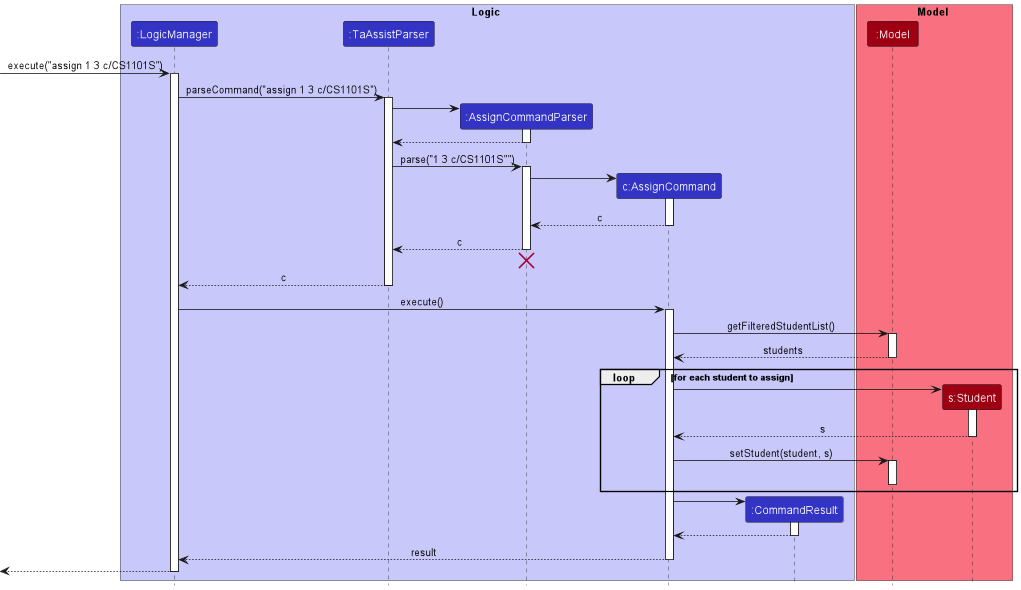 Logic
Model
:LogicManager
:TaAssistParser
:Model
execute("assign 1 3 c/CS1101S")
parseCommand("assign 1 3 c/CS1101S")
:AssignCommandParser
parse("1 3 c/CS1101S"")
c:AssignCommand
c
c
c
execute()
getFilteredStudentList()
students
loop
[for each student to assign]
s:Student
s
setStudent(student, s)
:CommandResult
result